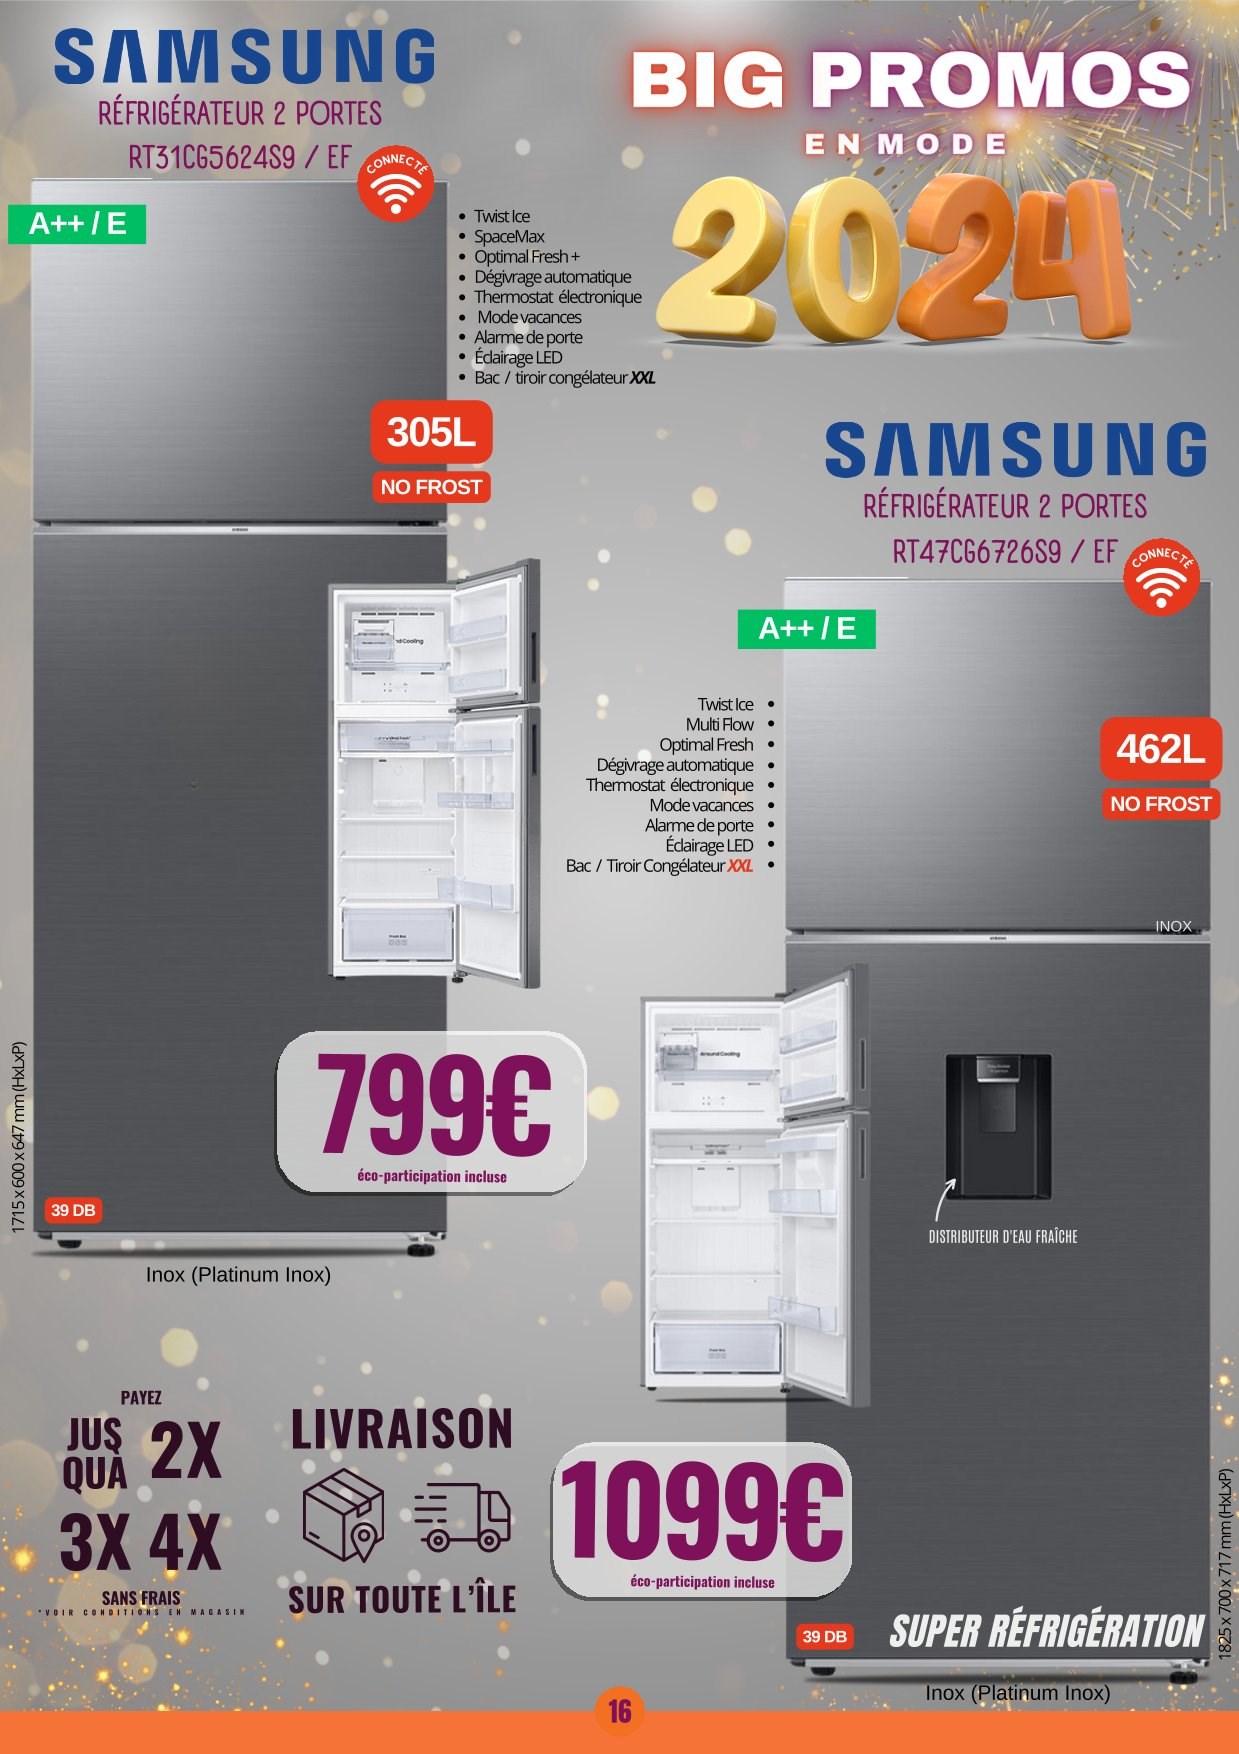 SAMSUNG
RÉFRIGÉRATEUR 2 PORTES
RT31CG5624S9 / EF
CONNECTÉ
A++ / E
BIG PROMOS
EN MODE
2024
• Twist Ice
• SpaceMax
• Optimal Fresh +
• Dégivrage automatique
• Thermostat électronique
• Mode vacances
• Alarme de porte
• Éclairage LED
• Bac / tiroir congélateur XXL
305L
NO FROST
799€
éco-participation incluse
39 DB
1715 x 600 x 647 mm (HxLxP)
Inox (Platinum Inox)
SAMSUNG
RÉFRIGÉRATEUR 2 PORTES
RT47CG6726S9 / EF
CONNECTÉ
A++ / E
Twist Ice •
Multi Flow •
Optimal Fresh •
Dégivrage automatique •
Thermostat électronique •
Mode vacances •
Alarme de porte •
Éclairage LED •
Bac / Tiroir Congélateur XXL •
462L
NO FROST
INOX
Around Cooling
DISTRIBUTEUR D'EAU FRAÎCHE
1099€
éco-participation incluse
39 DB
SUPER RÉFRIGÉRATION
1825 x 700 x 717 mm (HxLxP)
Inox (Platinum Inox)
PAYEZ
JUSQUÀ 2X
3X 4X
SANS FRAIS
*VOIR CONDITIONS EN MAGASIN
LIVRAISON
SUR TOUTE L'ÎLE
16